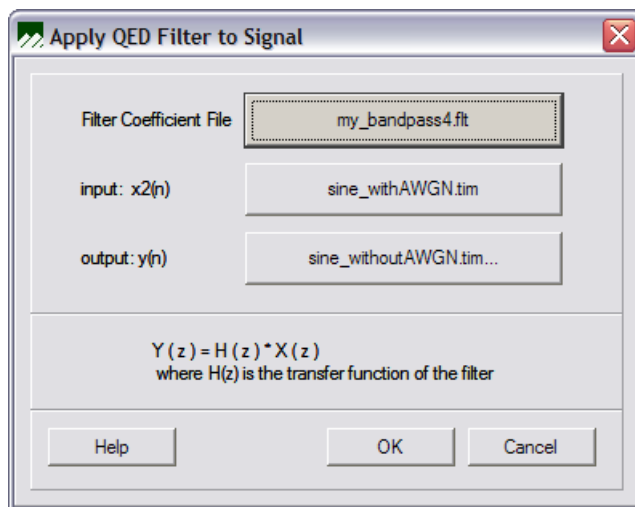 Apply QED Filter to Signal
Filter Coefficient File my_bandpass4.flt
input: x2(n) sine_withAWGN.tim
output: y(n) sine_withoutAWGN.tim...
Y ( z ) = H ( z ) * X ( z )
where H(z) is the transfer function of the filter
Help OK Cancel